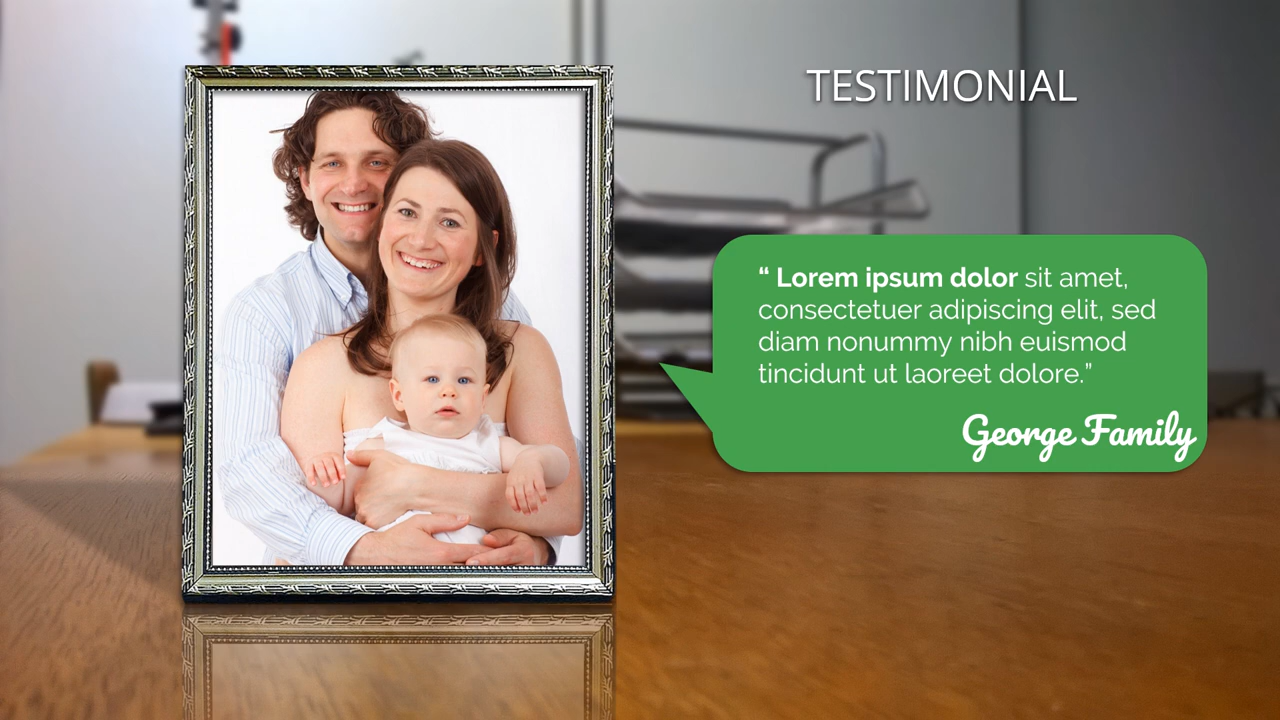 TESTIMONIAL
“ Lorem ipsum dolor sit amet,
consectetuer adipiscing elit, sed
diam nonummy nibh euismod
tincidunt ut laoreet dolore.”
George Family